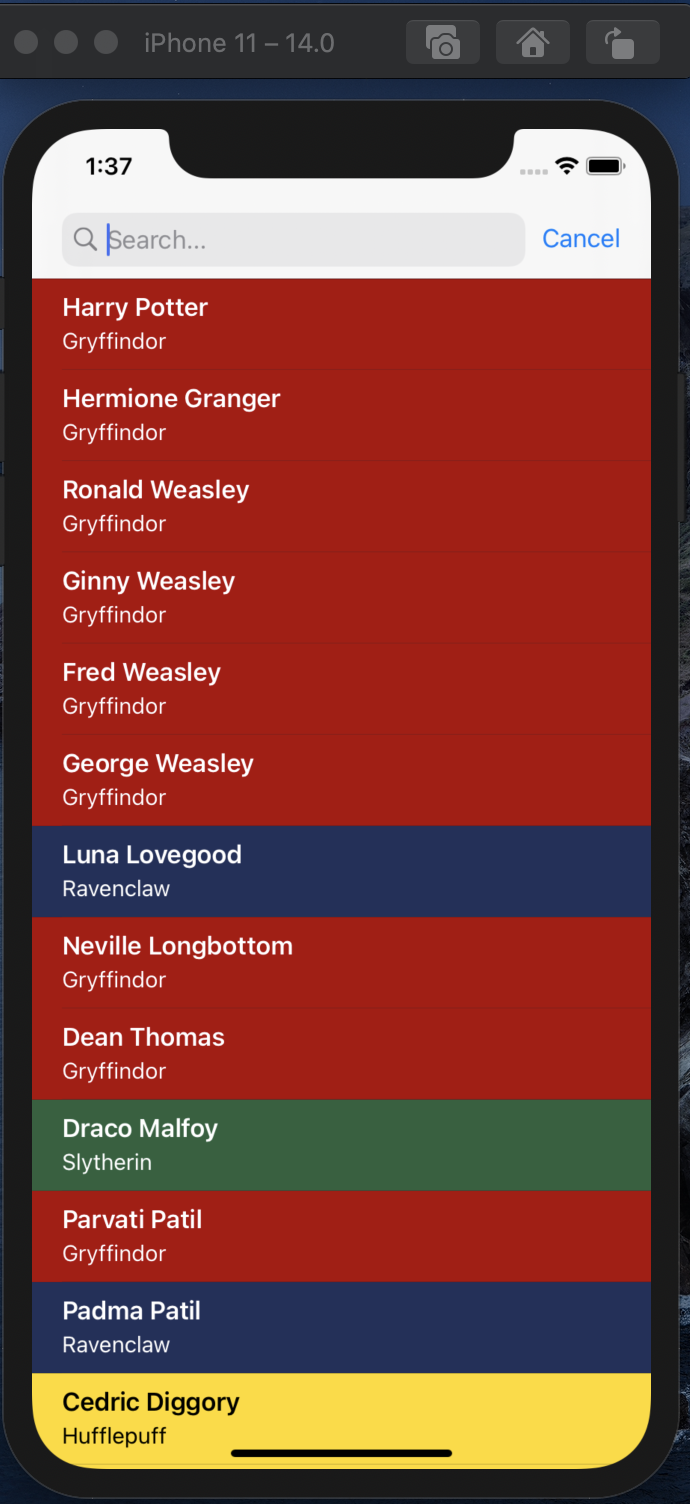 iPhone 11 – 14.0
1:37
Search...
Cancel
Harry Potter
Gryffindor
Hermione Granger
Gryffindor
Ronald Weasley
Gryffindor
Ginny Weasley
Gryffindor
Fred Weasley
Gryffindor
George Weasley
Gryffindor
Luna Lovegood
Ravenclaw
Neville Longbottom
Gryffindor
Dean Thomas
Gryffindor
Draco Malfoy
Slytherin
Parvati Patil
Gryffindor
Padma Patil
Ravenclaw
Cedric Diggory
Hufflepuff